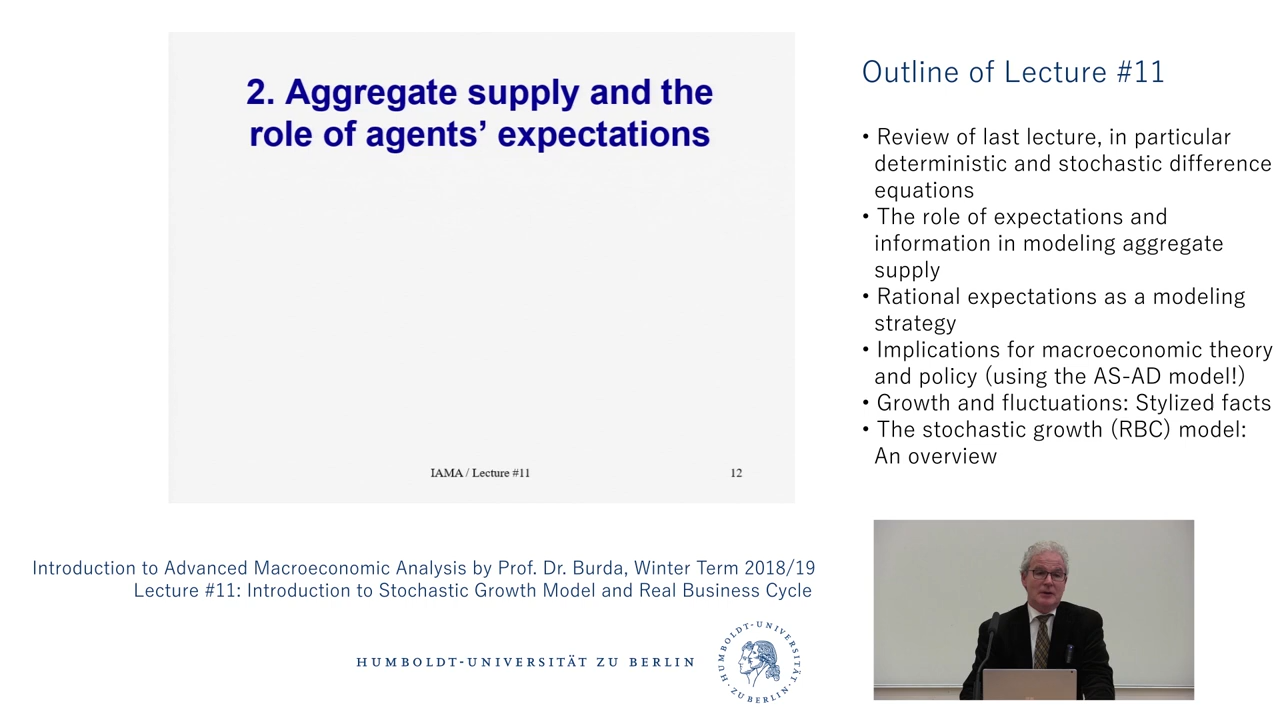 2. Aggregate supply and the
role of agents' expectations
IAMA / Lecture #11
12
Outline of Lecture #11
• Review of last lecture, in particular
deterministic and stochastic difference
equations
• The role of expectations and
information in modeling aggregate
supply
• Rational expectations as a modeling
strategy
• Implications for macroeconomic theory
and policy (using the AS-AD model!)
• Growth and fluctuations: Stylized facts
• The stochastic growth (RBC) model:
An overview
Introduction to Advanced Macroeconomic Analysis by Prof. Dr. Burda, Winter Term 2018/19
Lecture #11: Introduction to Stochastic Growth Model and Real Business Cycle
HUMBOLDT-UNIVERSITÄT ZU BERLIN
HUMBOLDT-UNIVERSITÄT
ZU BERLIN